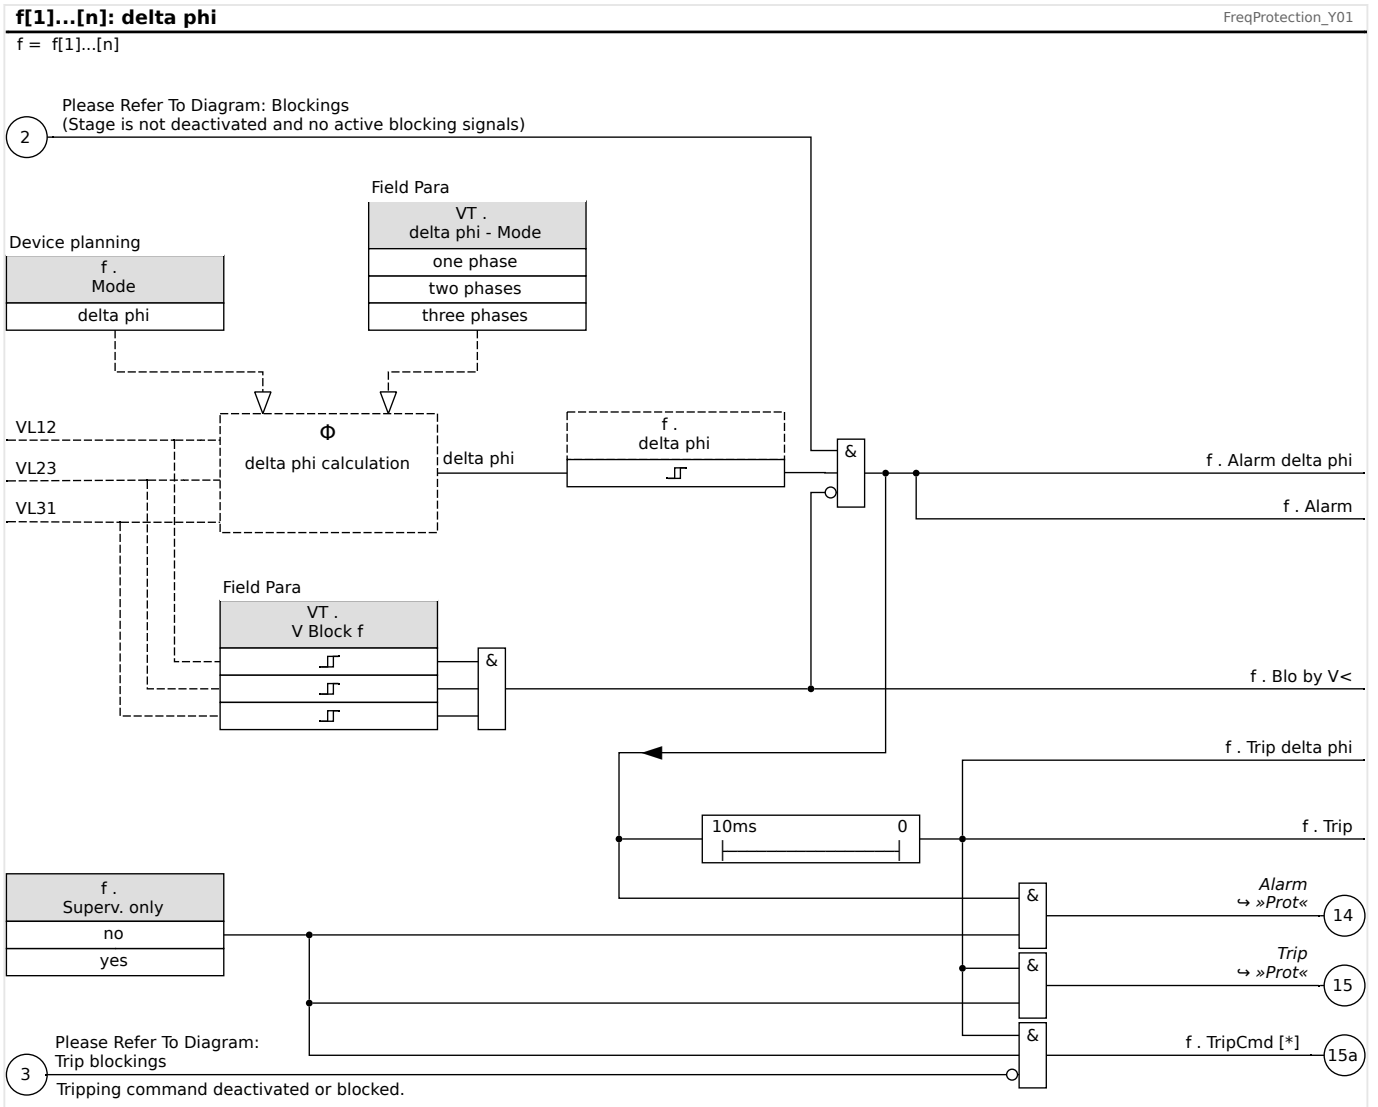 f[1]...[n]: delta phi
FreqProtection_Y01
f = f[1]...[n]
Please Refer To Diagram: Blockings
(Stage is not deactivated and no active blocking signals)
2
Field Para
VT .
delta phi - Mode
one phase
two phases
three phases
Device planning
f .
Mode
delta phi
VL12
VL23
VL31
Φ
delta phi calculation
delta phi
f .
delta phi
&
f . Alarm delta phi
f . Alarm
Field Para
VT .
V Block f
&
f . Blo by V<
f . Trip delta phi
10ms 0
f . Trip
f .
Superv. only
no
yes
&
Alarm
↪ »Prot«
14
&
Trip
↪ »Prot«
15
&
f . TripCmd [*]
15a
Please Refer To Diagram:
Trip blockings
3
Tripping command deactivated or blocked.